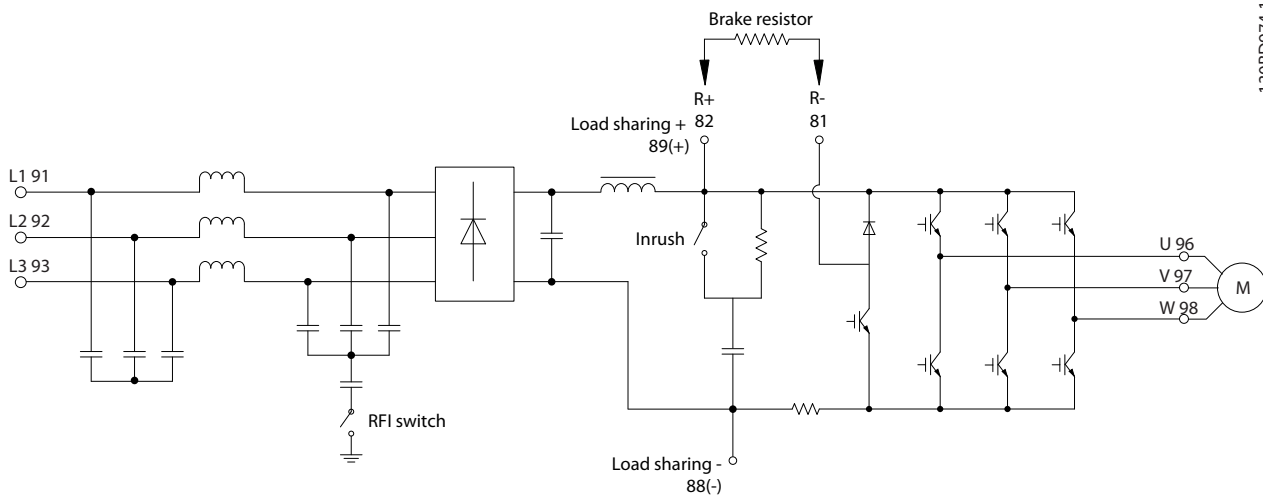 Brake resistor
R+
82
R-
81
Load sharing +
89(+)
L1 91
L2 92
L3 93
Inrush
U 96
V 97
W 98
M
RFI switch
Load sharing -
88(-)